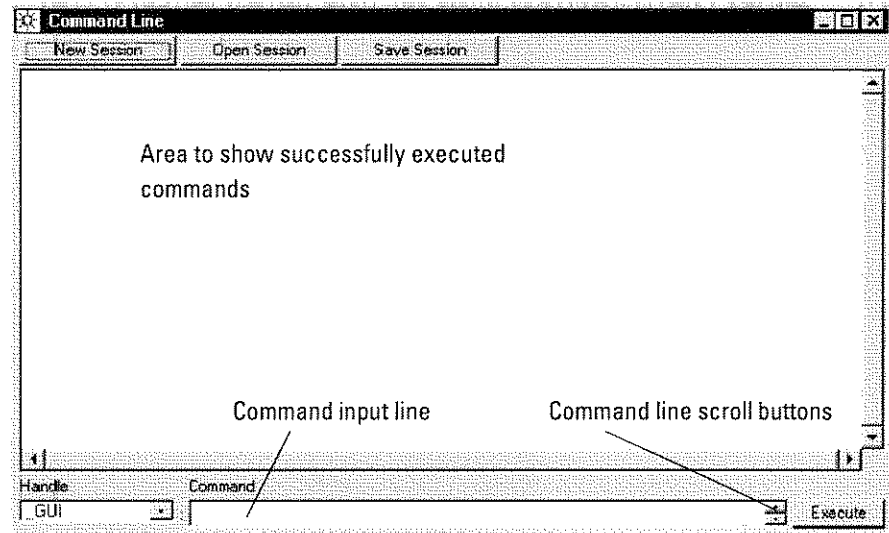 Command Line
New Session Open Session Save Session
Area to show successfully executed
commands
Command input line Command line scroll buttons
Handle Command
_GUI Execute